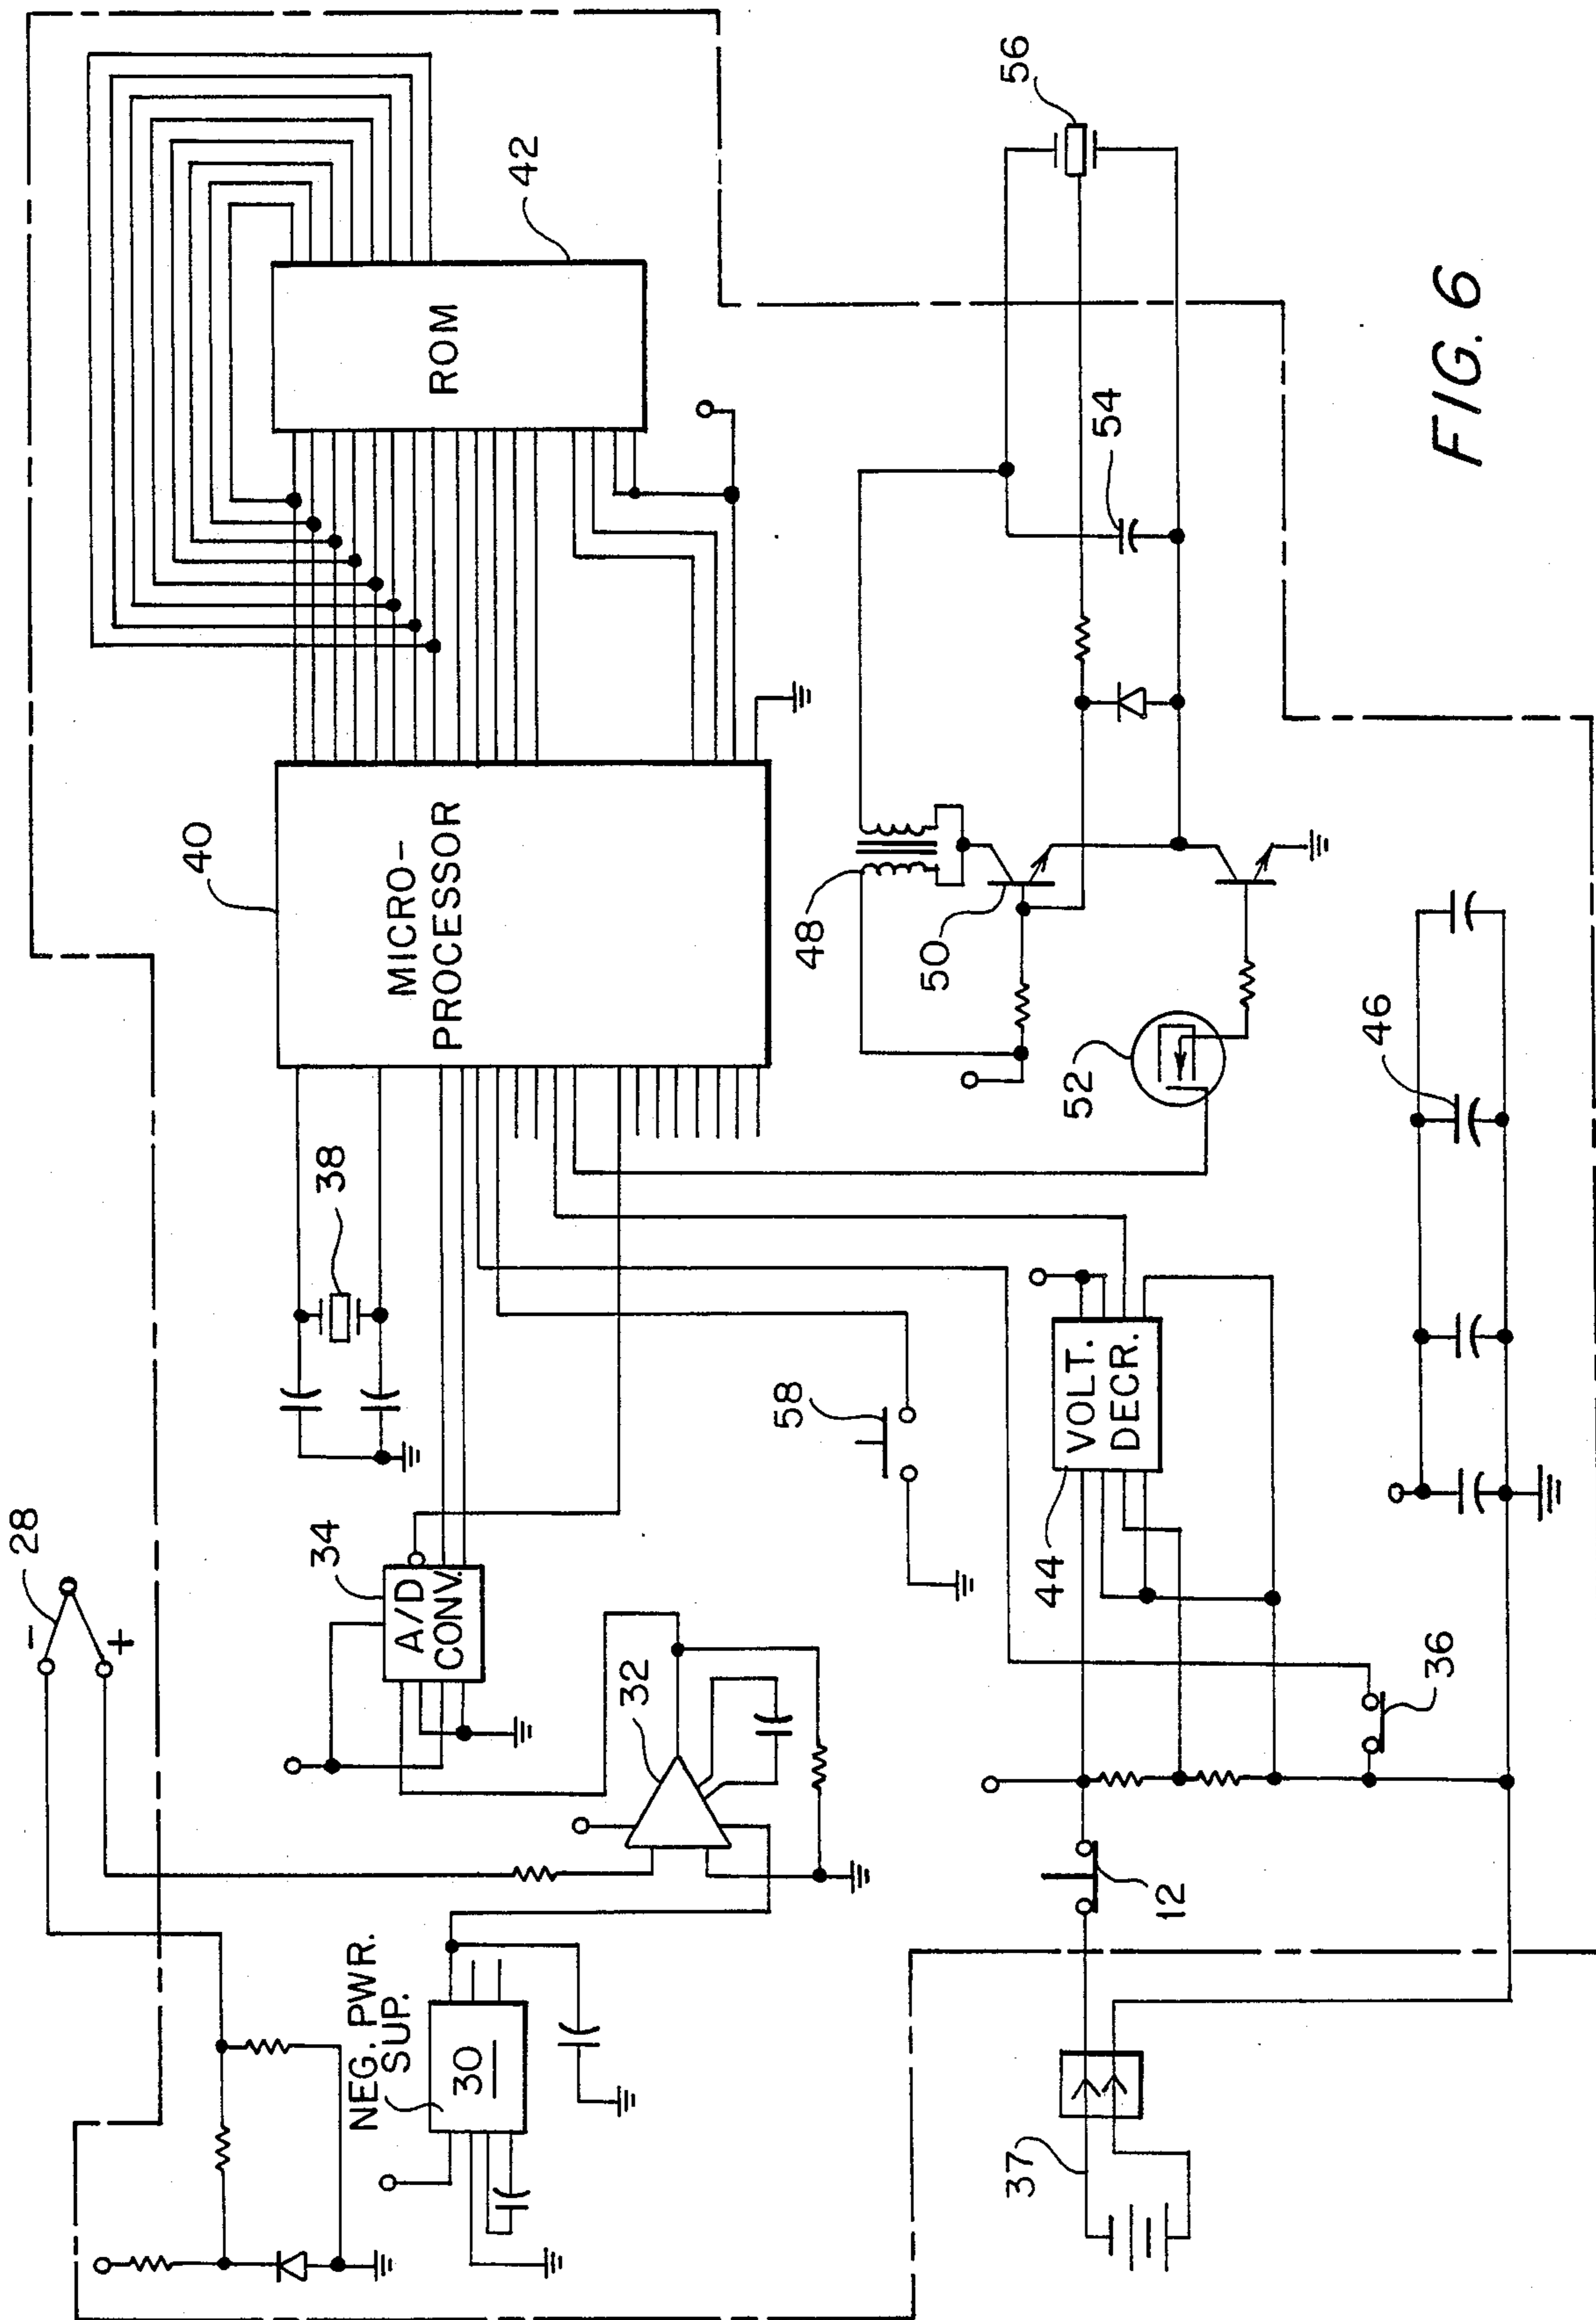 28
-
+
NEG. PWR.
SUP.
30
34
A/D
CONV.
32
38
40
MICRO-
PROCESSOR
ROM
42
58
48
50
52
54
56
37
12
44
VOLT.
DECR.
36
46
FIG. 6